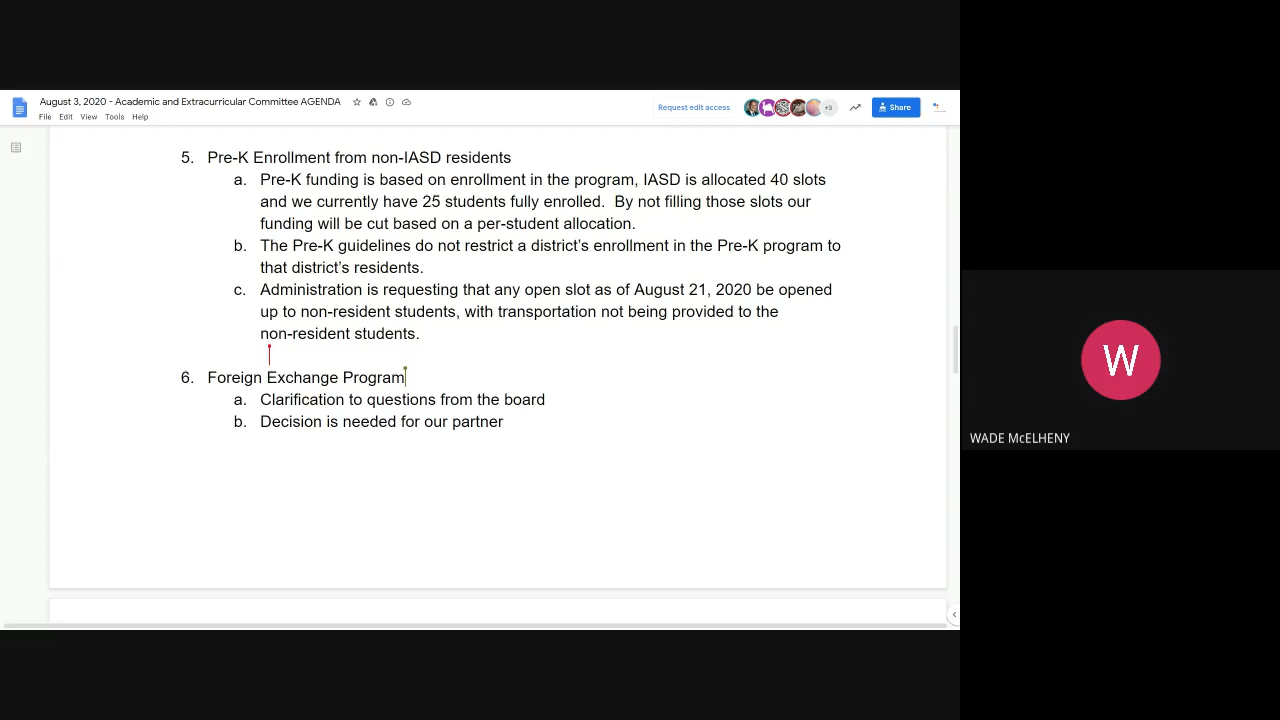 August 3, 2020 - Academic and Extracurricular Committee AGENDA
File Edit View Tools Help
Request edit access
+3
Share
5. Pre-K Enrollment from non-IASD residents
a. Pre-K funding is based on enrollment in the program, IASD is allocated 40 slots
and we currently have 25 students fully enrolled.  By not filling those slots our
funding will be cut based on a per-student allocation.
b. The Pre-K guidelines do not restrict a district's enrollment in the Pre-K program to
that district's residents.
c. Administration is requesting that any open slot as of August 21, 2020 be opened
up to non-resident students, with transportation not being provided to the
non-resident students.
6. Foreign Exchange Program
a. Clarification to questions from the board
b. Decision is needed for our partner
W
WADE McELHENY